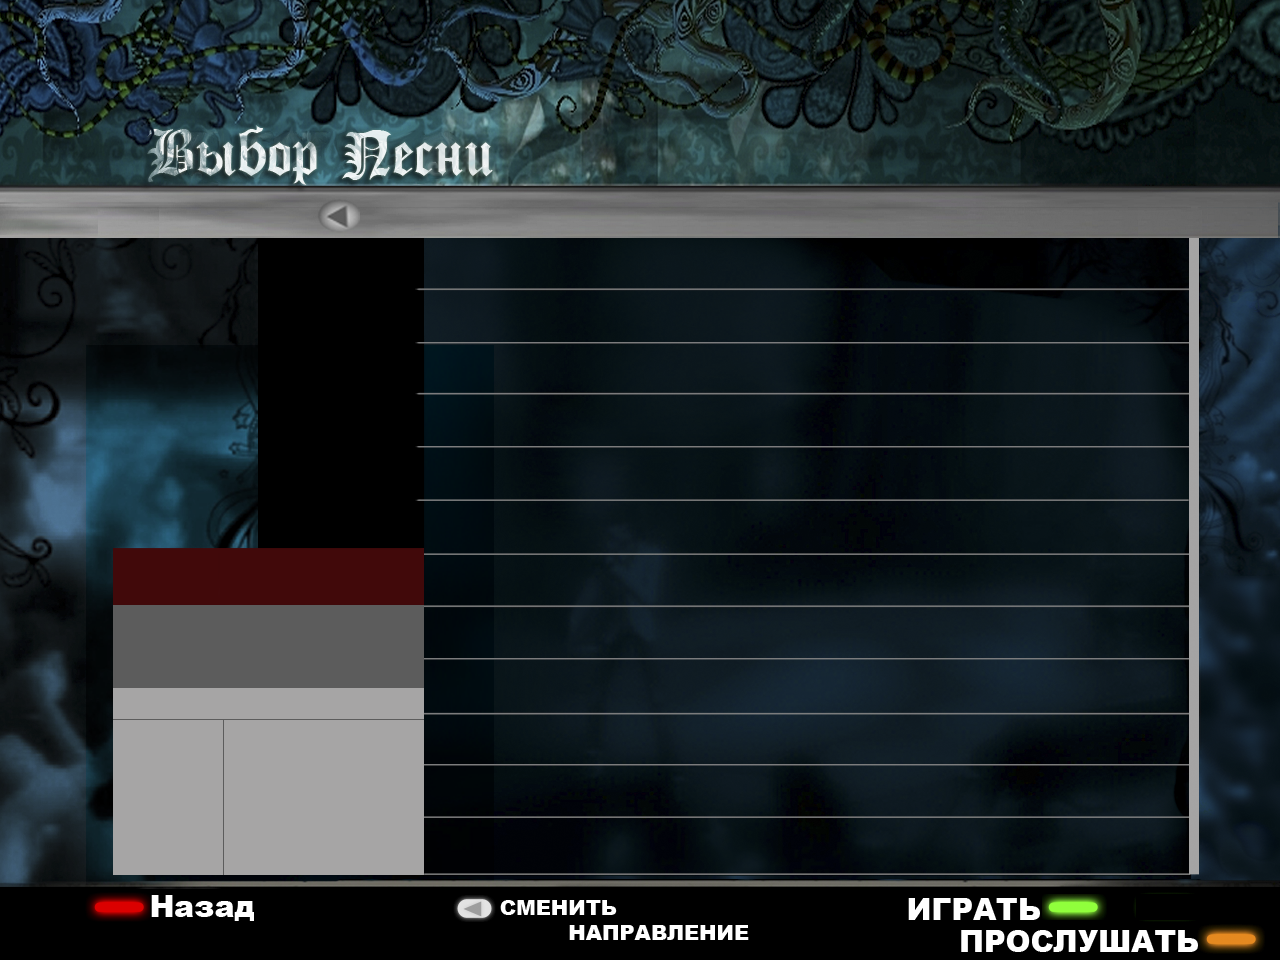 Выбор Песни
Назад
СМЕНИТЬ
НАПРАВЛЕНИЕ
ИГРАТЬ
ПРОСЛУШАТЬ